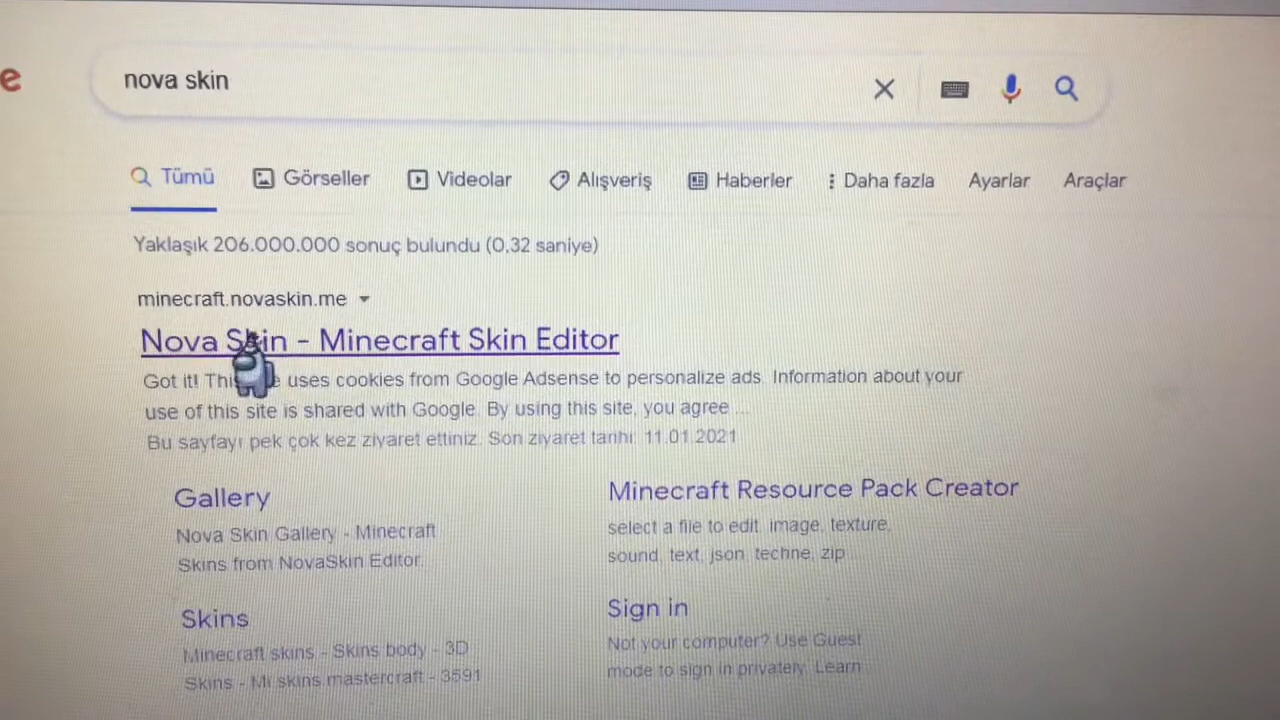 e
nova skin
Tümü Görseller Videolar Alışveriş Haberler Daha fazla Ayarlar Araçlar
Yaklaşık 206.000.000 sonuç bulundu (0,32 saniye)
minecraft.novaskin.me
Nova Skin - Minecraft Skin Editor
Got it! uses cookies from Google Adsense to personalize ads. Information about your
use of this site is shared with Google. By using this site, you agree ...
Bu sayfayı pek çok kez ziyaret ettiniz. Son ziyaret tarihi: 11.01.2021
Gallery
Nova Skin Gallery - Minecraft
Skins from NovaSkin Editor.
Minecraft Resource Pack Creator
select a file to edit. image, texture,
sound, text, json, techne, zip
Skins
Minecraft skins - Skins body - 3D
Skins - Mi skins mastercraft - 3591
Sign in
Not your computer? Use Guest
mode to sign in privately. Learn